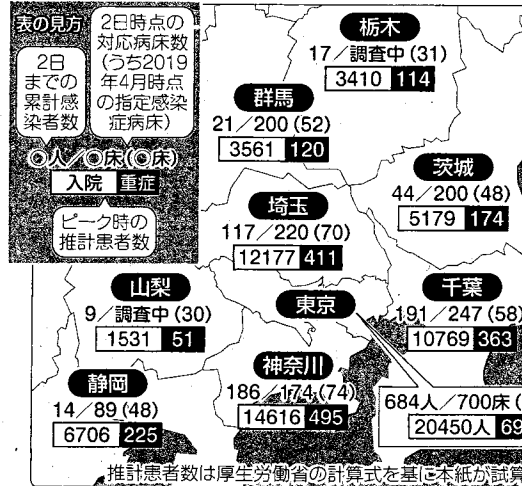 表の見方
2日
までの
累計感
染者数
2日時点の
対応病床数
(うち2019
年4月時点
の指定感染
症病床)
◎人／◎床(◎床)
入院 重症
ピーク時の
推計患者数
栃木
17／調査中(31)
3410 114
群馬
21／200(52)
3561 120
茨城
44／200(48)
5179 174
埼玉
117／220(70)
12177 411
山梨
9／調査中(30)
1531 51
東京
千葉
191／247(58)
10769 363
静岡
14／89(48)
6706 225
神奈川
186／174(74)
14616 495
684人／700床(
20450人 69
推計患者数は厚生労働省の計算式を基に本紙が試算